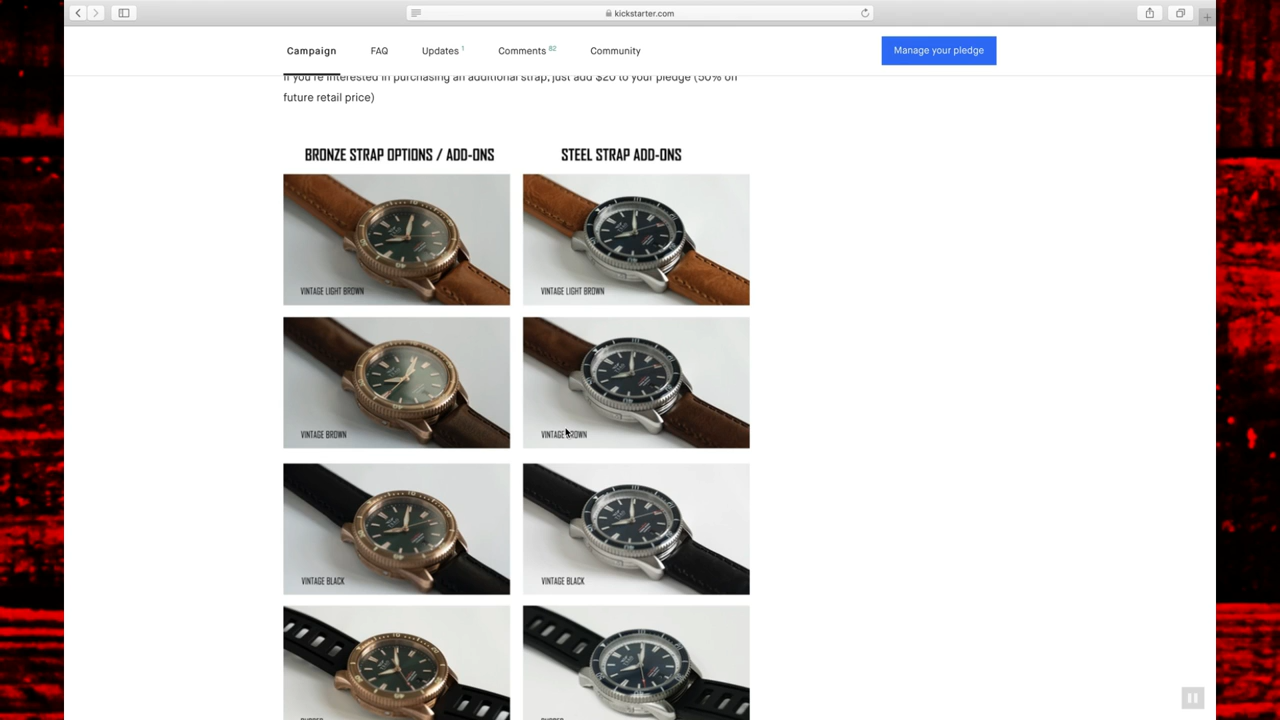 kickstarter.com
Campaign
FAQ
Updates 1
Comments 82
Community
Manage your pledge
If you're interested in purchasing an additional strap, just add $20 to your pledge (50% off
future retail price)
BRONZE STRAP OPTIONS / ADD-ONS
STEEL STRAP ADD-ONS
VINTAGE LIGHT BROWN
VINTAGE LIGHT BROWN
VINTAGE BROWN
VINTAGE BROWN
VINTAGE BLACK
VINTAGE BLACK